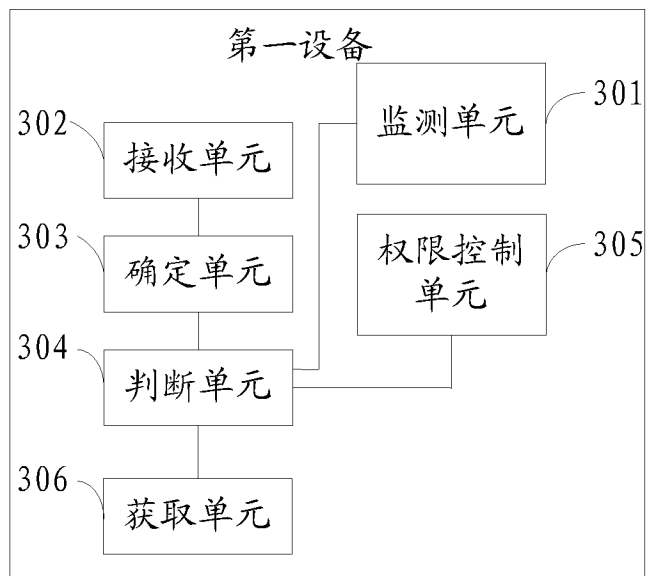 第一设备
301
监测单元
302
接收单元
303
确定单元
305
权限控制
单元
304
判断单元
306
获取单元